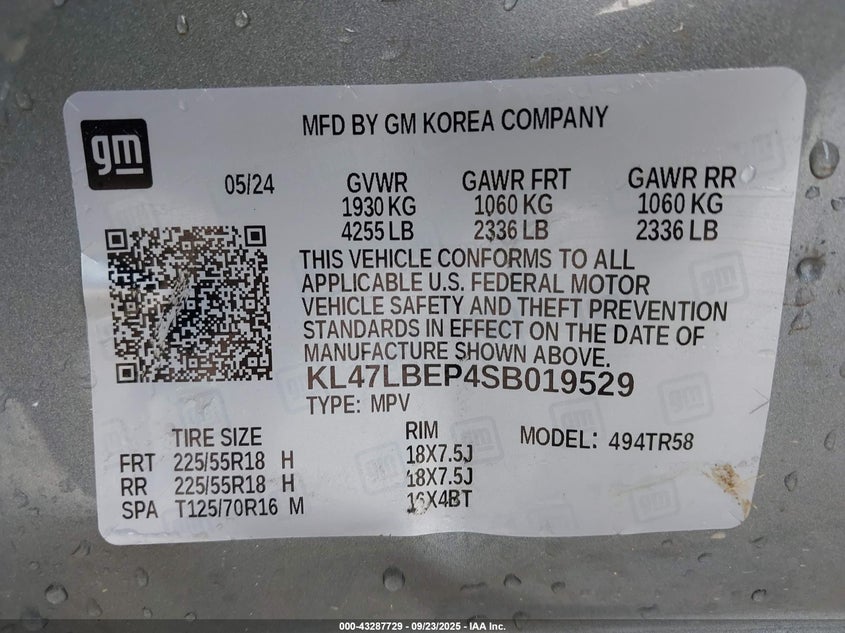 gm
MFD BY GM KOREA COMPANY
05/24 GVWR GAWR FRT GAWR RR
1930 KG 1060 KG 1060 KG
4255 LB 2336 LB 2336 LB
THIS VEHICLE CONFORMS TO ALL
APPLICABLE U.S. FEDERAL MOTOR
VEHICLE SAFETY AND THEFT PREVENTION
STANDARDS IN EFFECT ON THE DATE OF
MANUFACTURE SHOWN ABOVE.
KL47LBEP4SB019529
TYPE: MPV
TIRE SIZE RIM MODEL: 494TR58
FRT 225/55R18 H 18X7.5J
RR 225/55R18 H 18X7.5J
SPA T125/70R16 M 16X4BT
000-43287729 - 09/23/2025 - IAA Inc.